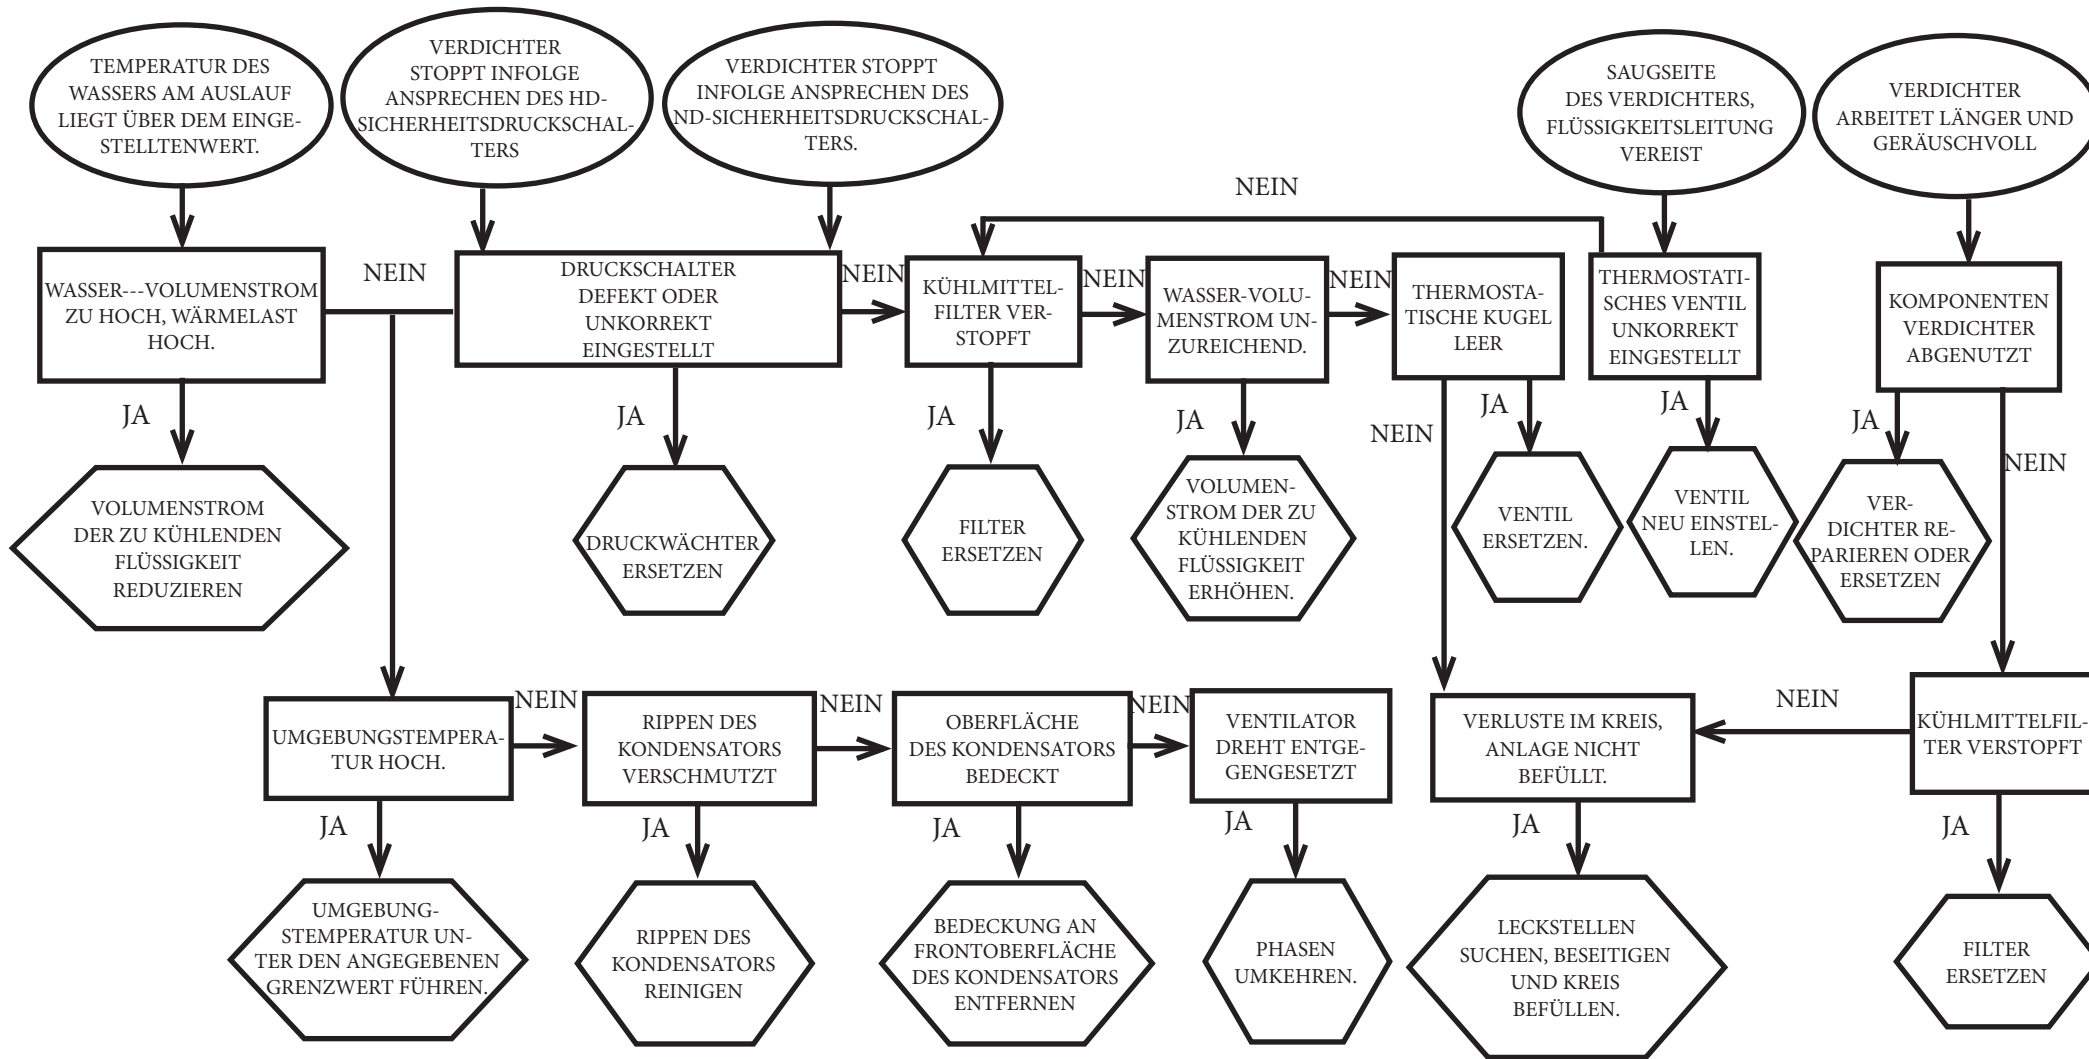 TEMPERATUR DES
WASSERS AM AUSLAUF
LIEGT ÜBER DEM EINGE-
STELLTENWERT.
VERDICHTER
STOPPT INFOLGE
ANSPRECHEN DES HD-
SICHERHEITSDRUCKSCHAL-
TERS
VERDICHTER STOPPT
INFOLGE ANSPRECHEN DES
ND-SICHERHEITSDRUCKSCHAL-
TERS.
SAUGSEITE
DES VERDICHTERS,
FLÜSSIGKEITSLEITUNG
VEREIST
VERDICHTER
ARBEITET LÄNGER UND
GERÄUSCHVOLL
NEIN
WASSER---VOLUMENSTROM
ZU HOCH, WÄRMELAST
HOCH.
NEIN
DRUCKSCHALTER
DEFEKT ODER
UNKORREKT
EINGESTELLT
NEIN
KÜHLMITTEL-
FILTER VER-
STOPFT
NEIN
WASSER-VOLU-
MENSTROM UN-
ZUREICHEND.
NEIN
THERMOSTA-
TISCHE KUGEL
LEER
THERMOSTATI-
SCHES VENTIL
UNKORREKT
EINGESTELLT
KOMPONENTEN
VERDICHTER
ABGENUTZT
JA
JA
JA
JA
NEIN
JA
JA
JA
NEIN
VOLUMENSTROM
DER ZU KÜHLENDEN
FLÜSSIGKEIT
REDUZIEREN
DRUCKWÄCHTER
ERSETZEN
FILTER
ERSETZEN
VOLUMEN-
STROM DER ZU
KÜHLENDEN
FLÜSSIGKEIT
ERHÖHEN.
VENTIL
ERSETZEN.
VENTIL
NEU EINSTEL-
LEN.
VER-
DICHTER RE-
PARIEREN ODER
ERSETZEN
UMGEBUNGSTEMPERA-
TUR HOCH.
NEIN
RIPPEN DES
KONDENSATORS
VERSCHMUTZT
NEIN
OBERFLÄCHE
DES KONDENSATORS
BEDECKT
NEIN
VENTILATOR
DREHT ENTGE-
GENGESETZT
VERLUSTE IM KREIS,
ANLAGE NICHT
BEFÜLLT.
NEIN
KÜHLMITTELFIL-
TER VERSTOPFT
JA
JA
JA
JA
JA
JA
UMGEBUNG-
STEMPERATUR UN-
TER DEN ANGEGEBENEN
GRENZWERT FÜHREN.
RIPPEN DES
KONDENSATORS
REINIGEN
BEDECKUNG AN
FRONTOBERFLÄCHE
DES KONDENSATORS
ENTFERNEN
PHASEN
UMKEHREN.
LECKSTELLEN
SUCHEN, BESEITIGEN
UND KREIS
BEFÜLLEN.
FILTER
ERSETZEN